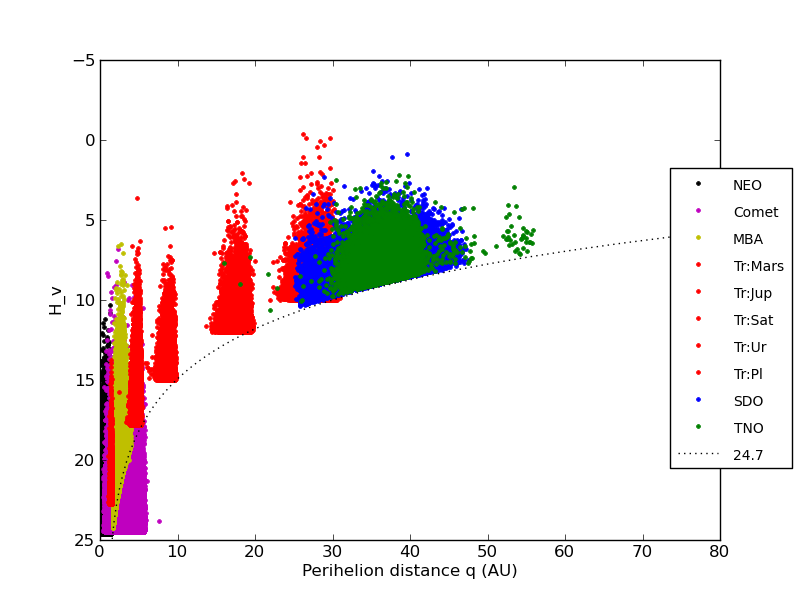 −5
0
5
10
15
20
25
H_v
0 10 20 30 40 50 60 70 80
Perihelion distance q (AU)
NEO
Comet
MBA
Tr:Mars
Tr:Jup
Tr:Sat
Tr:Ur
Tr:Pl
SDO
TNO
24.7